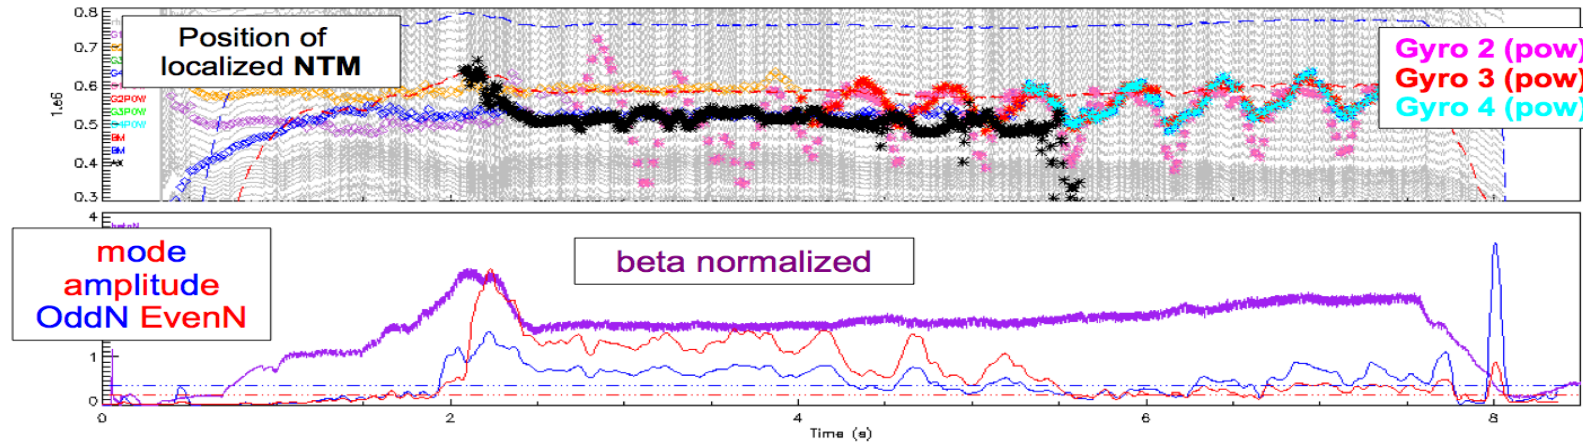 0.8
0.7
0.6
0.5
0.4
0.3
1.e6
Position of
localized NTM
G2POW
G3POW
BM
BM
Gyro 2 (pow)
Gyro 3 (pow)
Gyro 4 (pow)
4
1
0
mode
amplitude
OddN EvenN
beta normalized
0 2 4 6 8
Time (s)